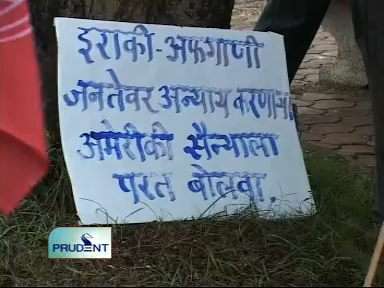 इराकी-अफगाणी
जनतेवर अन्याय करणाऱ्या
अमेरीकी सैन्याला
परत बोलवा.
PRUDENT